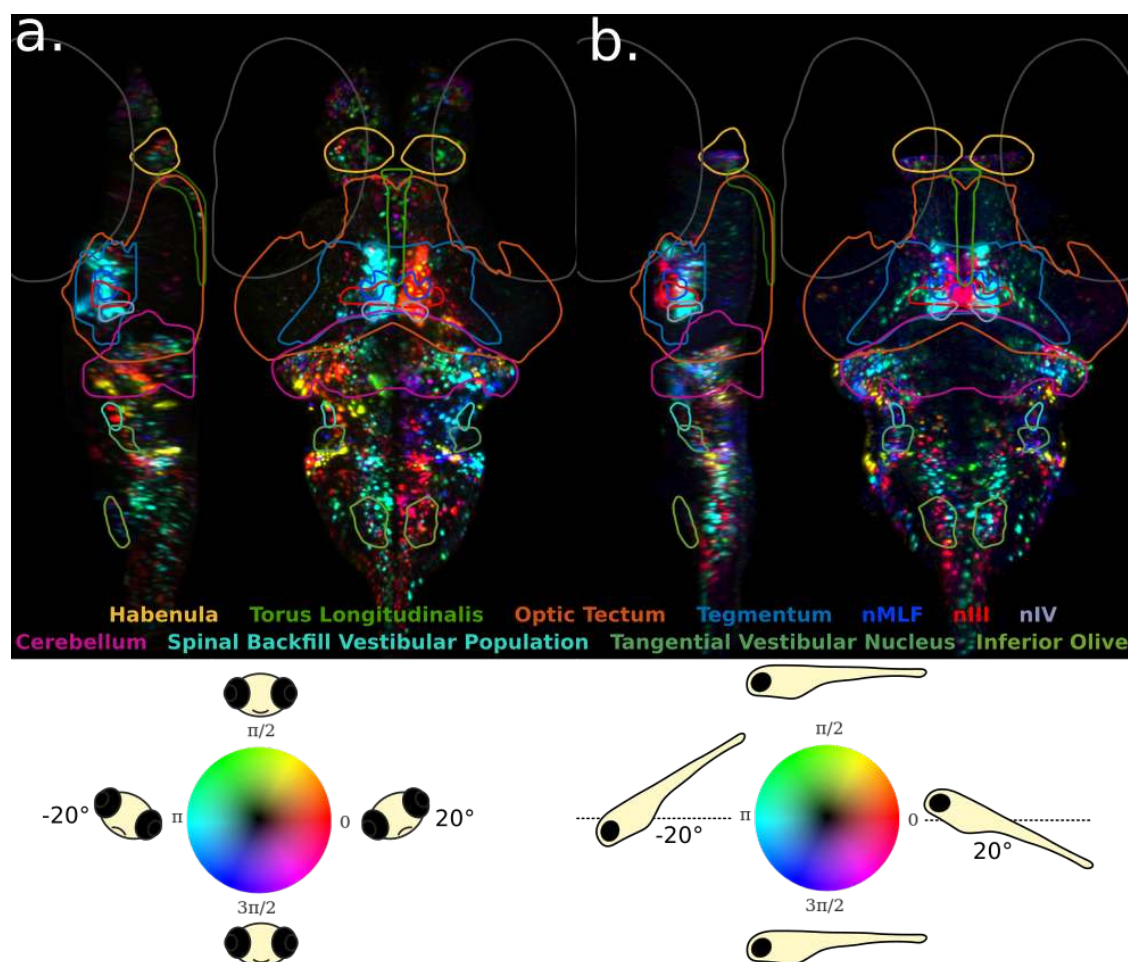 a.
b.
Habenula Torus Longitudinalis Optic Tectum Tegmentum nMLF nIII nIV
Cerebellum Spinal Backfill Vestibular Population Tangential Vestibular Nucleus Inferior Olive
π/2
π/2
-20° π 0 20°
π -20° 0 20°
3π/2
3π/2